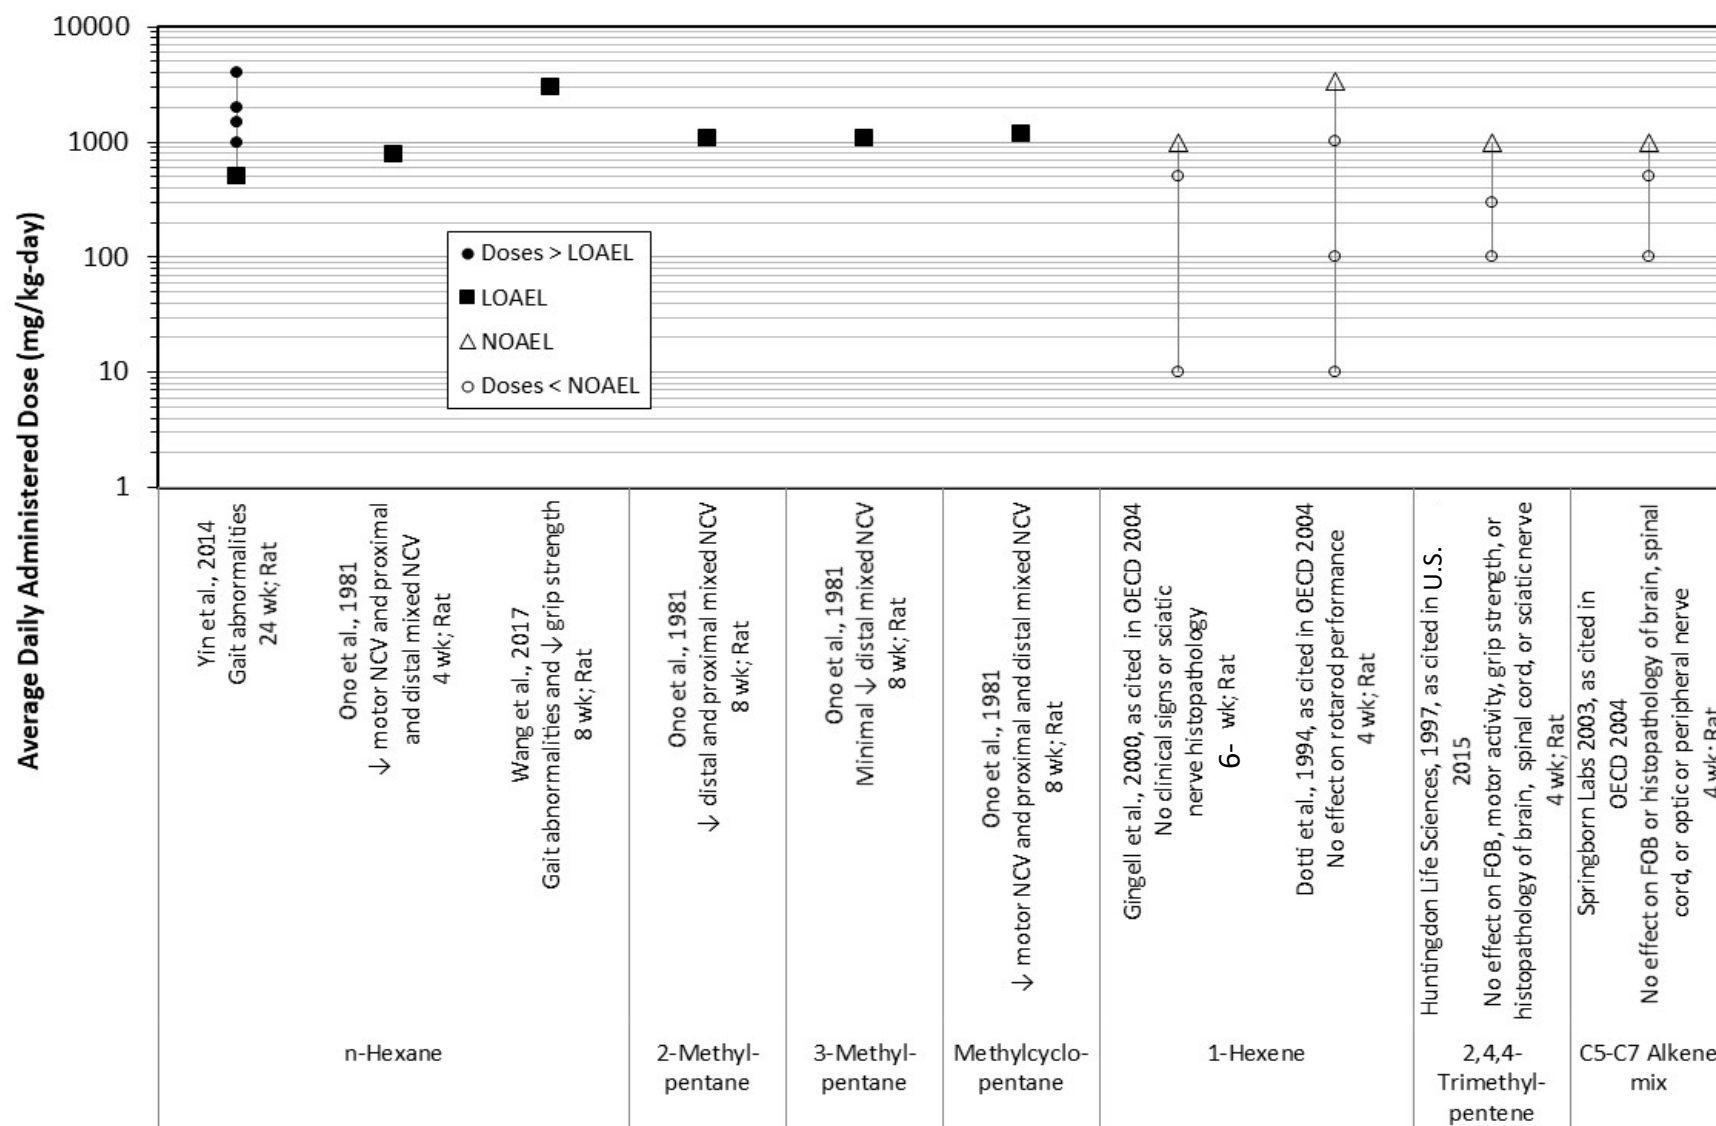 Average Daily Administered Dose (mg/kg-day)
10000
1000
100
10
1
Doses > LOAEL
LOAEL
NOAEL
Doses < NOAEL
Yin et al., 2014
Gait abnormalities
24 wk; Rat
Ono et al., 1981
↓ motor NCV and proximal
and distal mixed NCV
4 wk; Rat
Wang et al., 2017
Gait abnormalities and ↓ grip strength
8 wk; Rat
Ono et al., 1981
↓ distal and proximal mixed NCV
8 wk; Rat
Ono et al., 1981
Minimal ↓ distal mixed NCV
8 wk; Rat
Ono et al., 1981
↓ motor NCV and proximal and distal mixed NCV
8 wk; Rat
Gingell et al., 2000, as cited in OECD 2004
No clinical signs or sciatic
nerve histopathology
6- wk; Rat
Dotti et al., 1994, as cited in OECD 2004
No effect on rotarod performance
4 wk; Rat
Huntingdon Life Sciences, 1997, as cited in U.S.
2015
No effect on FOB, motor activity, grip strength, or
histopathology of brain, spinal cord, or sciatic nerve
4 wk; Rat
Springborn Labs 2003, as cited in
OECD 2004
No effect on FOB or histopathology of brain, spinal
cord, or optic or peripheral nerve
4 wk; Rat
n-Hexane
2-Methyl-
pentane
3-Methyl-
pentane
Methylcyclo-
pentane
1-Hexene
2,4,4-
Trimethyl-
pentene
C5-C7 Alkene
mix